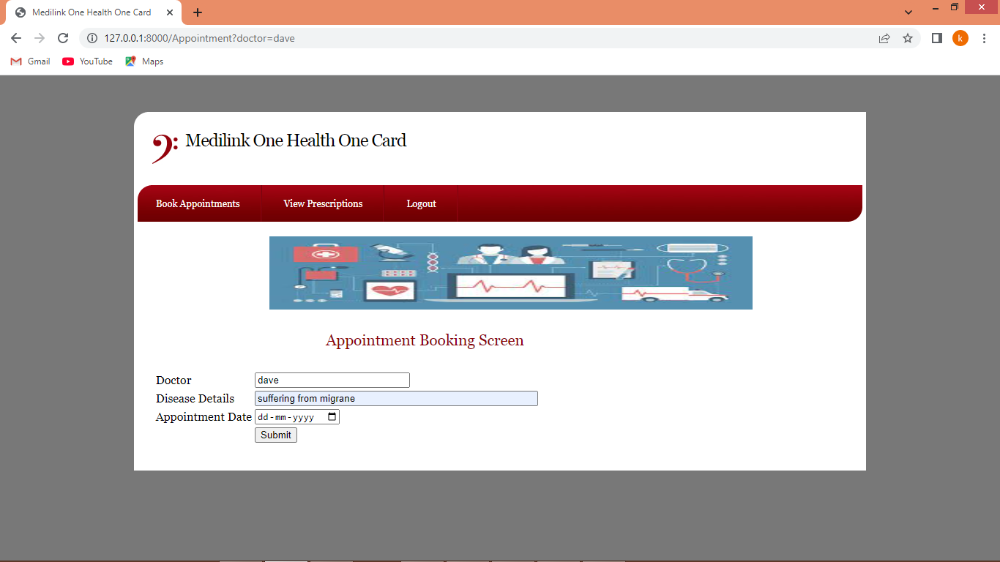 Medilink One Health One Card
127.0.0.1:8000/Appointment?doctor=dave
k
Gmail YouTube Maps
Medilink One Health One Card
Book Appointments View Prescriptions Logout
Appointment Booking Screen
Doctor dave
Disease Details suffering from migrane
Appointment Date dd-mm-yyyy
Submit